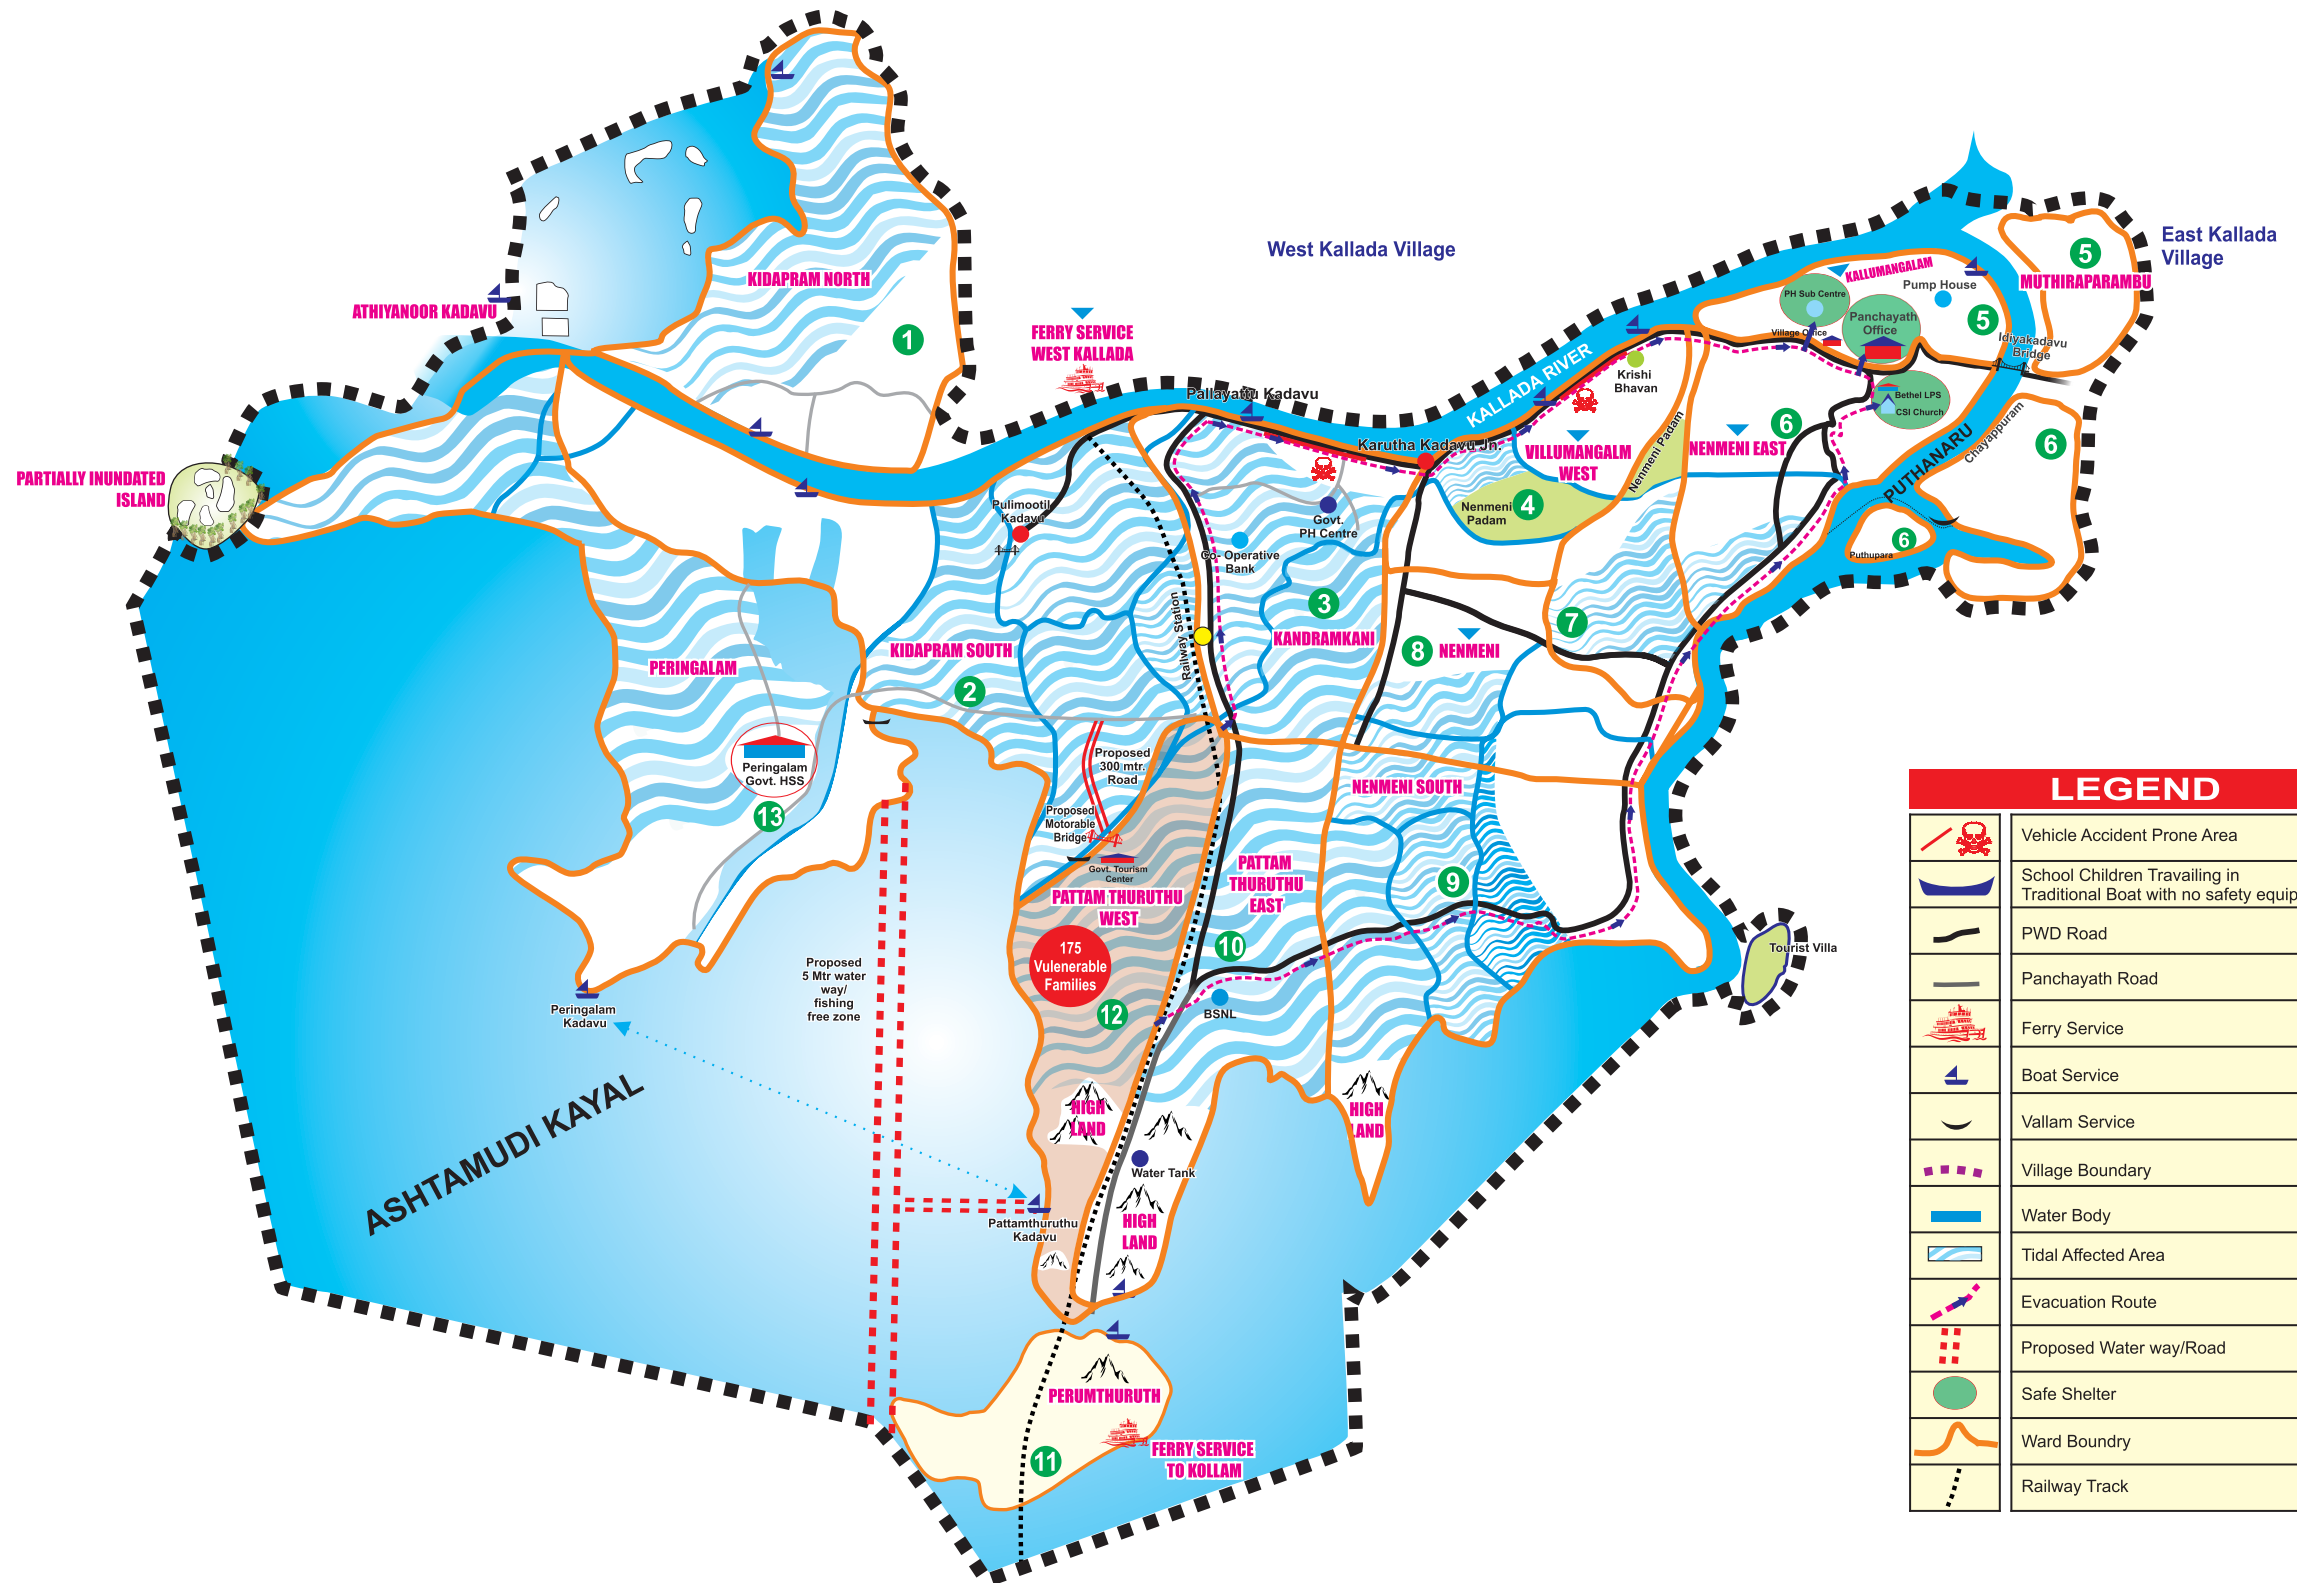 West Kallada Village
East Kallada
Village
KIDAPRAM NORTH
1
ATHIYANOOR KADAVU
FERRY SERVICE
WEST KALLADA
PARTIALLY INUNDATED
ISLAND
Pallayattu Kadavu
KALLADA RIVER
Karutha Kadavu Jn.
Krishi
Bhavan
VILLUMANGALM
WEST
Nenmeni Padam
NENMENI EAST
6
KALLUMANGALAM
PH Sub Centre
Pump House
Panchayath
Office
Village Office
5
5
MUTHIRAPARAMBU
Idiyakadavu
Bridge
Bethel LPS
CSI Church
Chayappuram
6
PUTHANARU
6
Puthupara
Nenmeni
Padam
4
Pulimootil
Kadavu
Govt.
PH Centre
Co- Operative
Bank
Railway Station
3
KANDRAMKANI
8
NENMENI
7
KIDAPRAM SOUTH
2
PERINGALAM
Peringalam
Govt. HSS
13
Proposed
300 mtr.
Road
Proposed
Motorable
Bridge
Govt. Tourism
Center
PATTAM THURUTHU
WEST
175
Vulenerable
Families
12
PATTAM
THURUTHU
EAST
10
NENMENI SOUTH
9
BSNL
Tourist Villa
Proposed
5 Mtr water
way/
fishing
free zone
Peringalam
Kadavu
ASHTAMUDI KAYAL
HIGH
LAND
HIGH
LAND
Water Tank
HIGH
LAND
Pattamthuruthu
Kadavu
PERUMTHURUTH
11
FERRY SERVICE
TO KOLLAM
LEGEND
Vehicle Accident Prone Area
School Children Travailing in
Traditional Boat with no safety equip
PWD Road
Panchayath Road
Ferry Service
Boat Service
Vallam Service
Village Boundary
Water Body
Tidal Affected Area
Evacuation Route
Proposed Water way/Road
Safe Shelter
Ward Boundry
Railway Track